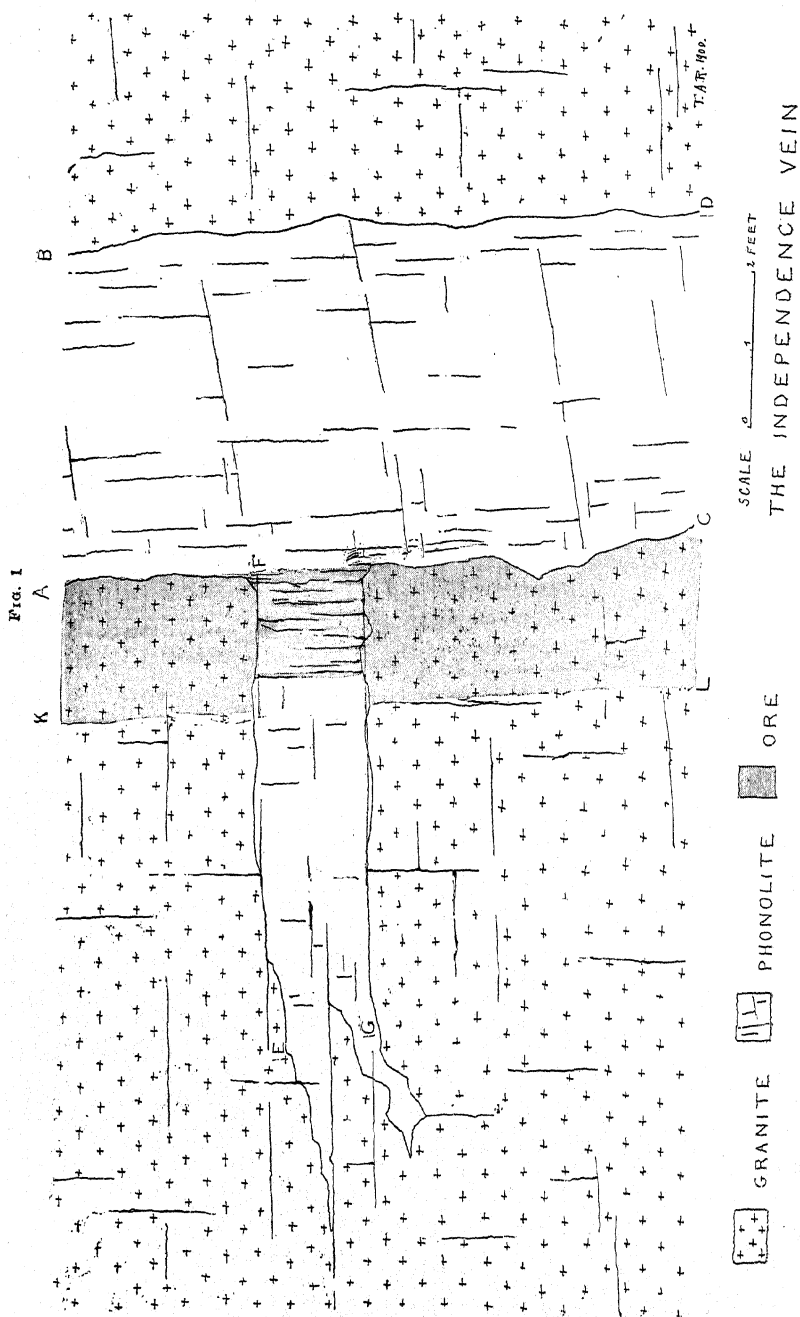 FIG. 1
K
A
B
F
E
G
L
C
D
T.A.R. 1900.
SCALE 0 1 2 FEET
GRANITE
PHONOLITE
ORE
THE INDEPENDENCE VEIN